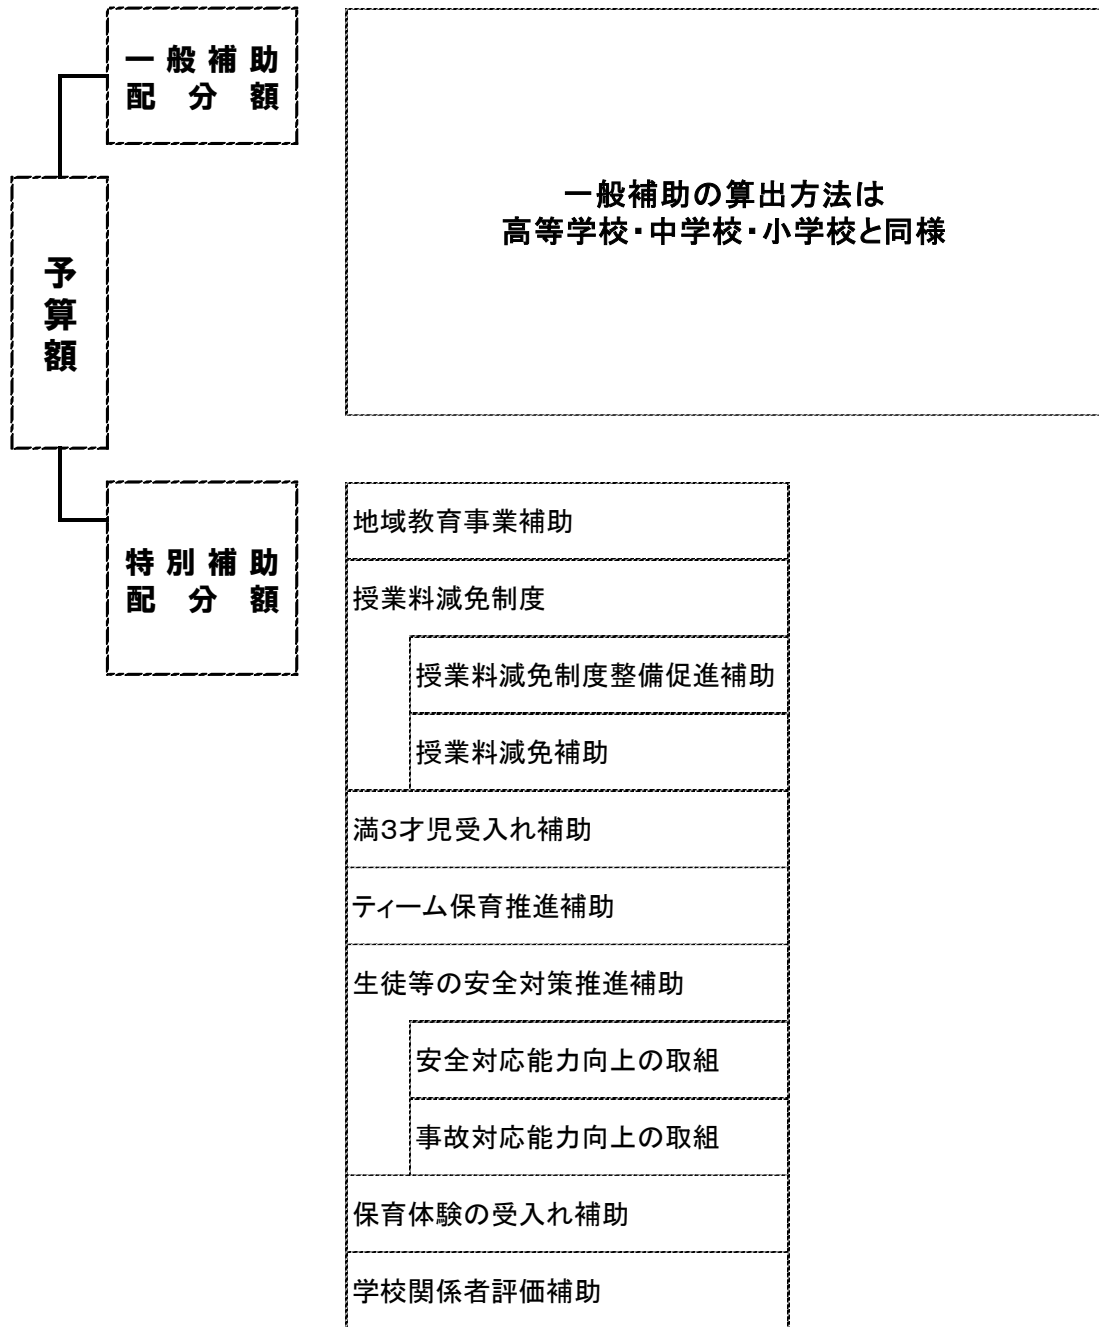 一般補助
配分額
一般補助の算出方法は
高等学校・中学校・小学校と同様
予算額
特別補助
配分額
地域教育事業補助
授業料減免制度
授業料減免制度整備促進補助
授業料減免補助
満3才児受入れ補助
ティーム保育推進補助
生徒等の安全対策推進補助
安全対応能力向上の取組
事故対応能力向上の取組
保育体験の受入れ補助
学校関係者評価補助